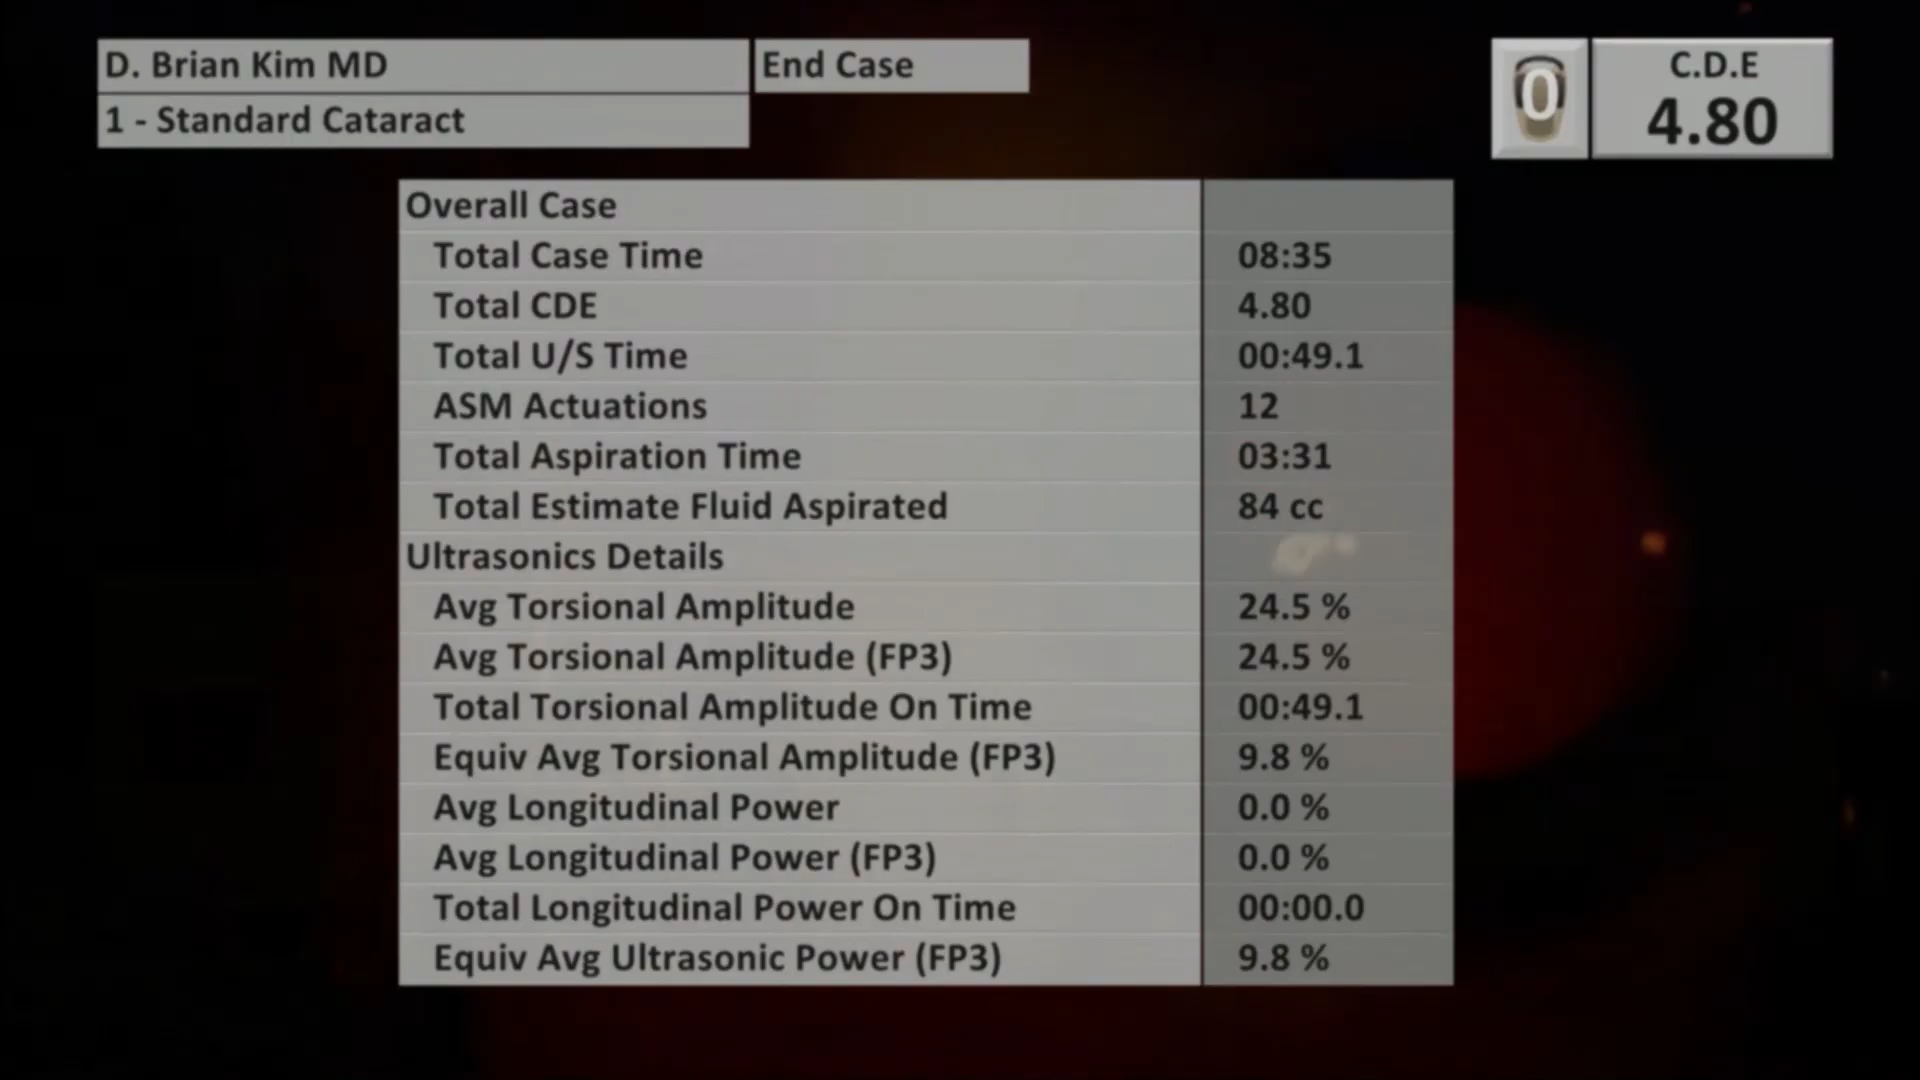 D. Brian Kim MD
End Case
1 - Standard Cataract
0
C.D.E
4.80
Overall Case
Total Case Time 08:35
Total CDE 4.80
Total U/S Time 00:49.1
ASM Actuations 12
Total Aspiration Time 03:31
Total Estimate Fluid Aspirated 84 cc
Ultrasonics Details
Avg Torsional Amplitude 24.5 %
Avg Torsional Amplitude (FP3) 24.5 %
Total Torsional Amplitude On Time 00:49.1
Equiv Avg Torsional Amplitude (FP3) 9.8 %
Avg Longitudinal Power 0.0 %
Avg Longitudinal Power (FP3) 0.0 %
Total Longitudinal Power On Time 00:00.0
Equiv Avg Ultrasonic Power (FP3) 9.8 %